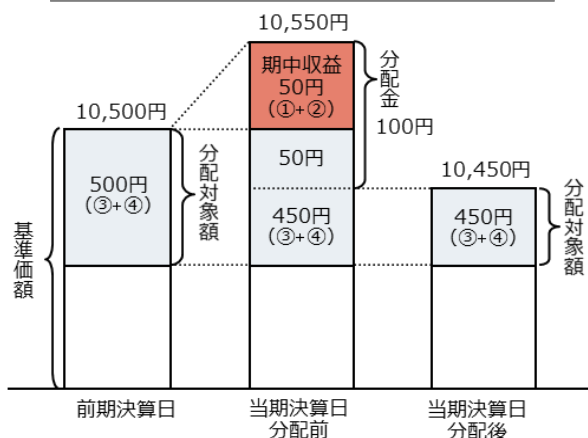 10,550円
10,500円
期中収益
50円
(①+②)
分配金
100円
50円
500円
(③+④)
分配対象額
450円
(③+④)
10,450円
450円
(③+④)
分配対象額
基準価額
前期決算日
当期決算日
分配前
当期決算日
分配後